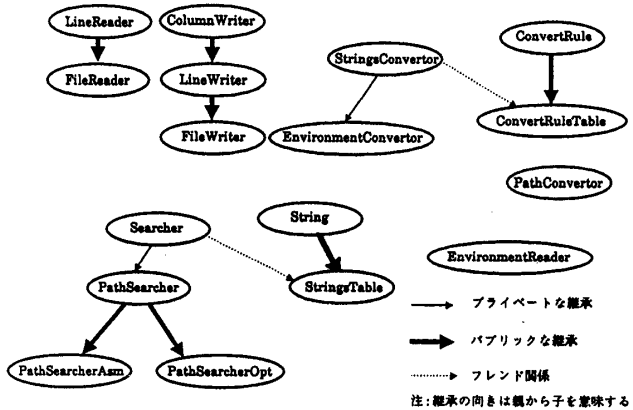 LineReader
ColumnWriter
ConvertRule
StringsConvertor
FileReader
LineWriter
ConvertRuleTable
FileWriter
EnvironmentConvertor
PathConvertor
String
Searcher
EnvironmentReader
PathSearcher
StringsTable
プライベートな継承
パブリックな継承
PathSearcherAsm
PathSearcherOpt
フレンド関係
注:継承の向きは親から子を意味する